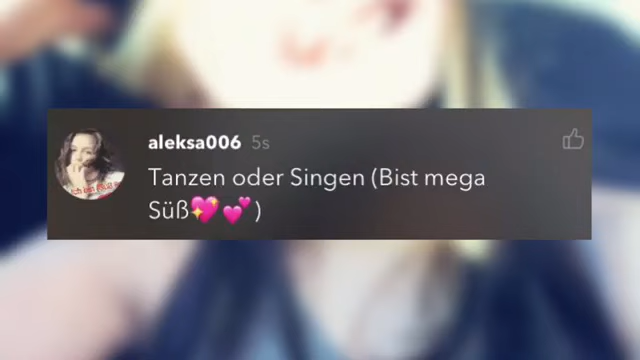 aleksa006 5s
Tanzen oder Singen (Bist mega
Süß💖💕)